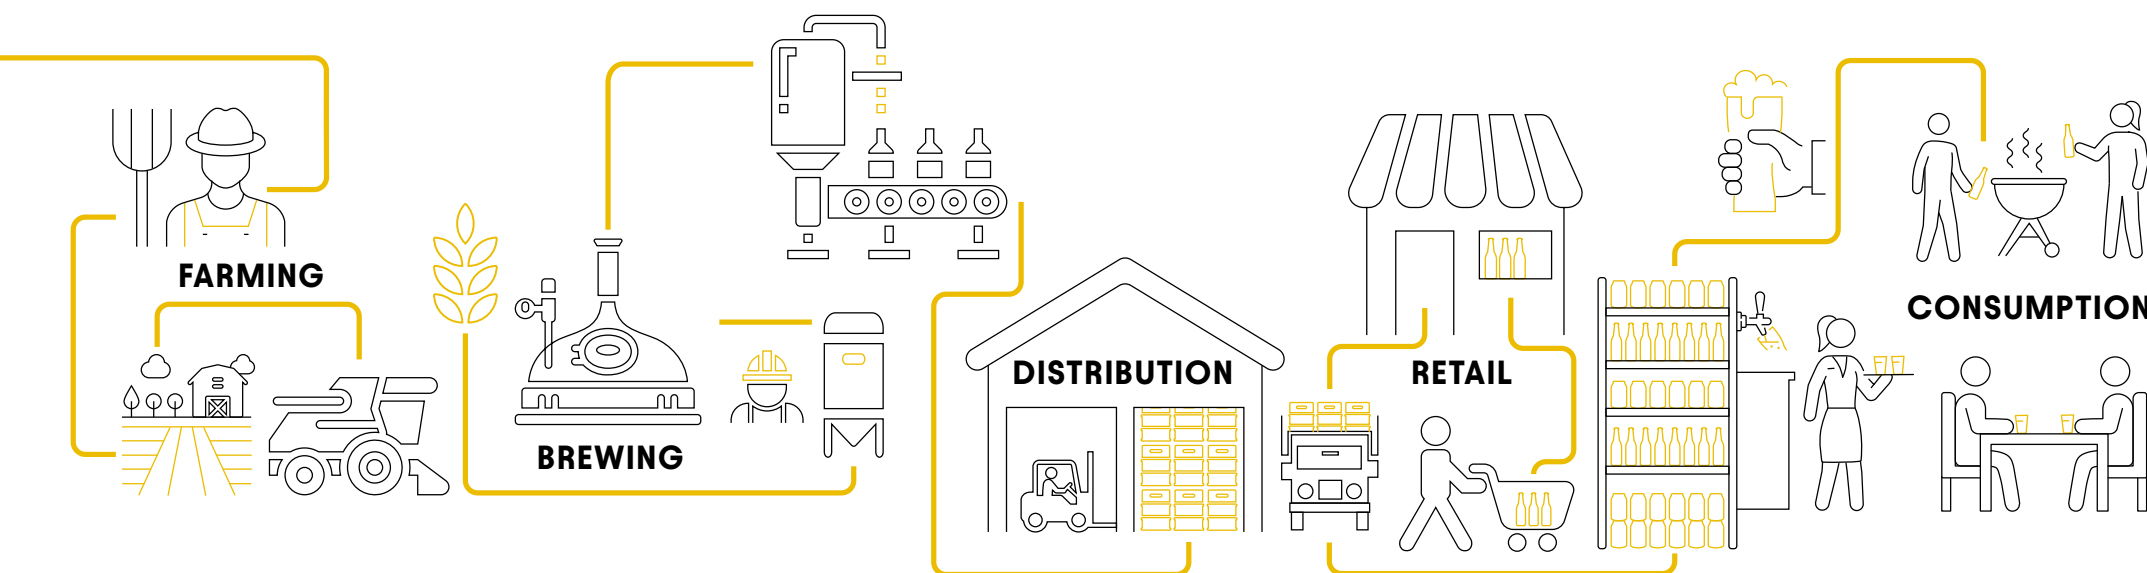 FARMING
BREWING
DISTRIBUTION
RETAIL
CONSUMPTION